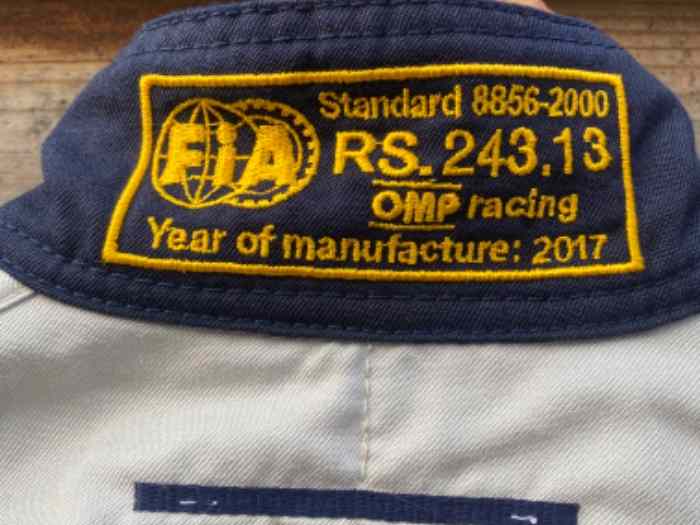 FIA
Standard 8856-2000
RS.243.13
OMP racing
Year of manufacture: 2017